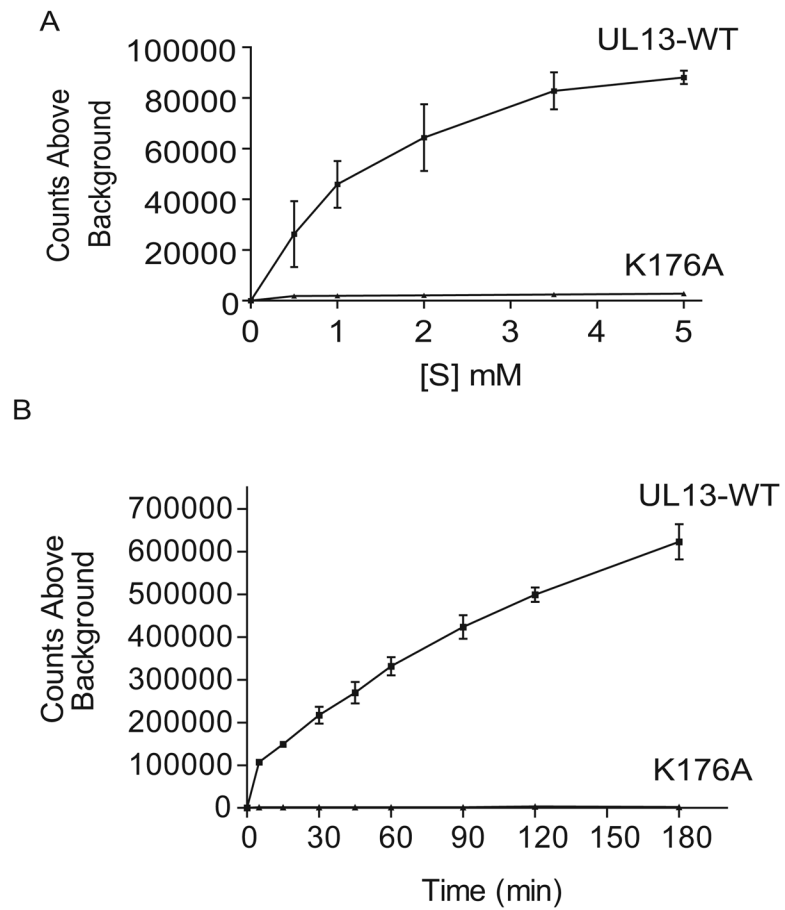 A
UL13-WT
100000
80000
60000
40000
20000
0
Counts Above
Background
K176A
0 1 2 3 4 5
[S] mM
B
UL13-WT
700000
600000
500000
400000
300000
200000
100000
0
Counts Above
Background
K176A
0 30 60 90 120 150 180
Time (min)